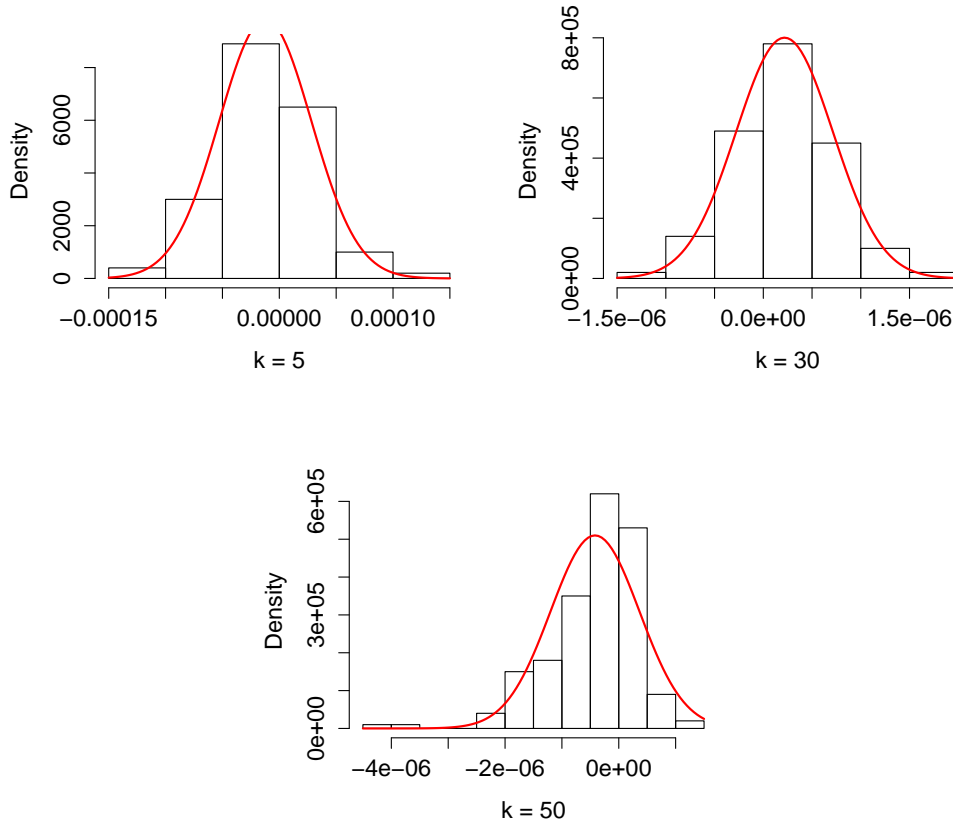 Density
0 2000 6000
−0.00015 0.00000 0.00010
k = 5
Density
0e+00 4e+05 8e+05
−1.5e−06 0.0e+00 1.5e−06
k = 30
Density
0e+00 3e+05 6e+05
−4e−06 −2e−06 0e+00
k = 50